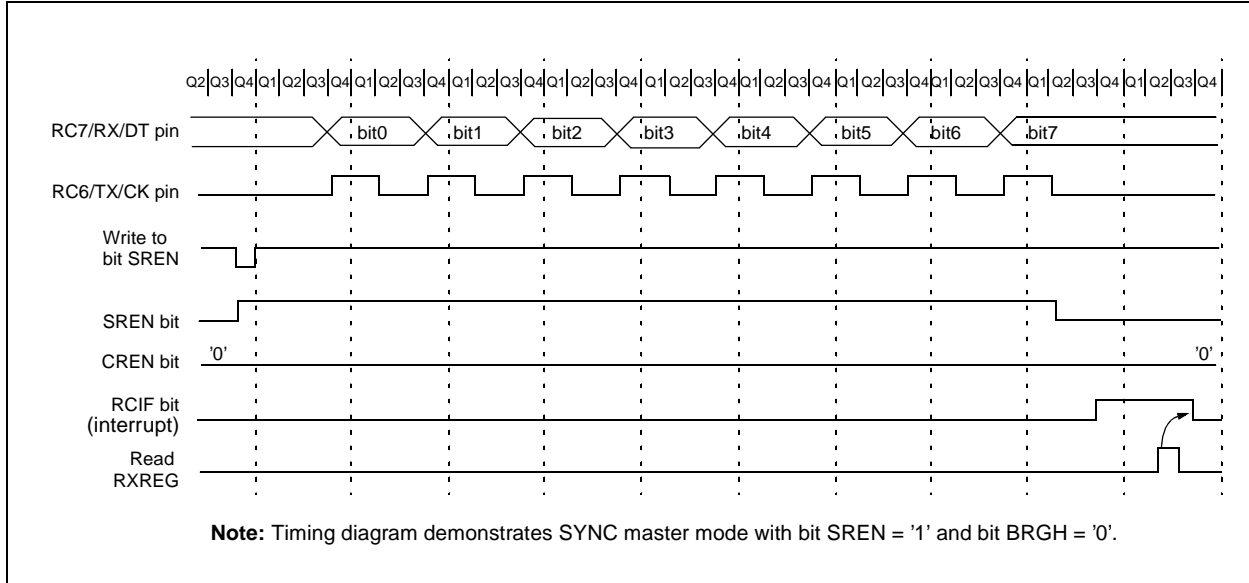 Q2|Q3|Q4|Q1|Q2|Q3|Q4|Q1|Q2|Q3|Q4|Q1|Q2|Q3|Q4|Q1|Q2|Q3|Q4|Q1|Q2|Q3|Q4|Q1|Q2|Q3|Q4|Q1|Q2|Q3|Q4|Q1|Q2|Q3|Q4|Q1|Q2|Q3|Q4|Q1|Q2|Q3|Q4
RC7/RX/DT pin bit0 bit1 bit2 bit3 bit4 bit5 bit6 bit7
RC6/TX/CK pin
Write to
bit SREN
SREN bit
CREN bit '0' '0'
RCIF bit
(interrupt)
Read
RXREG
Note: Timing diagram demonstrates SYNC master mode with bit SREN = '1' and bit BRGH = '0'.